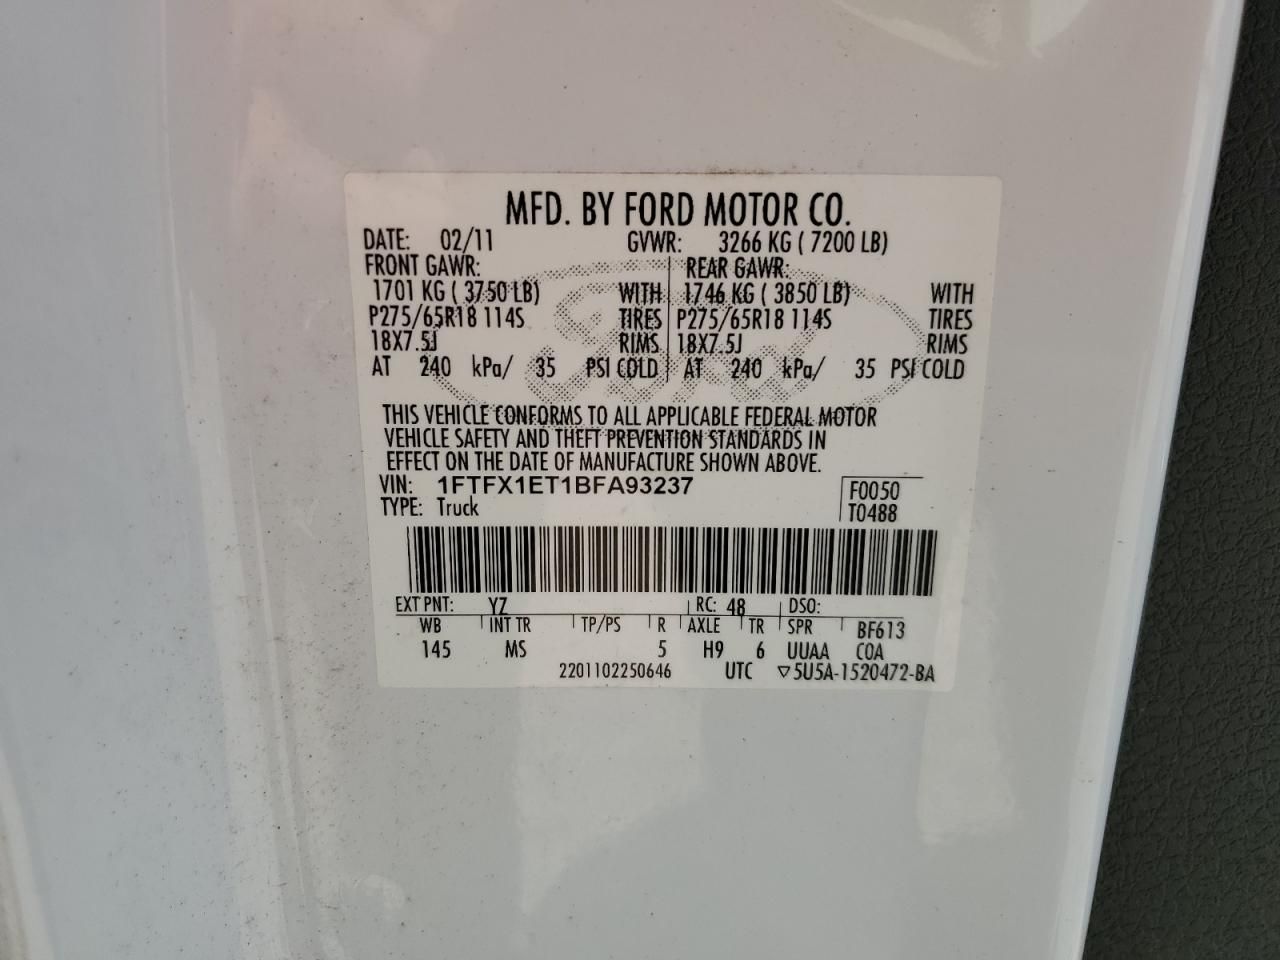 MFD. BY FORD MOTOR CO.
DATE: 02/11 GVWR: 3266 KG ( 7200 LB)
FRONT GAWR: REAR GAWR:
1701 KG ( 3750 LB) WITH 1746 KG ( 3850 LB) WITH
P275/65R18 114S TIRES P275/65R18 114S TIRES
18X7.5J RIMS 18X7.5J RIMS
AT 240 kPa/ 35 PSI COLD AT 240 kPa/ 35 PSI COLD
THIS VEHICLE CONFORMS TO ALL APPLICABLE FEDERAL MOTOR
VEHICLE SAFETY AND THEFT PREVENTION STANDARDS IN
EFFECT ON THE DATE OF MANUFACTURE SHOWN ABOVE.
VIN: 1FTFX1ET1BFA93237 F0050
TYPE: Truck T0488
EXT PNT: YZ RC: 48 DSO:
WB INT TR TP/PS R AXLE TR SPR BF613
145 MS 5 H9 6 UUAA COA
2201102250646 UTC ▽5U5A-1520472-BA